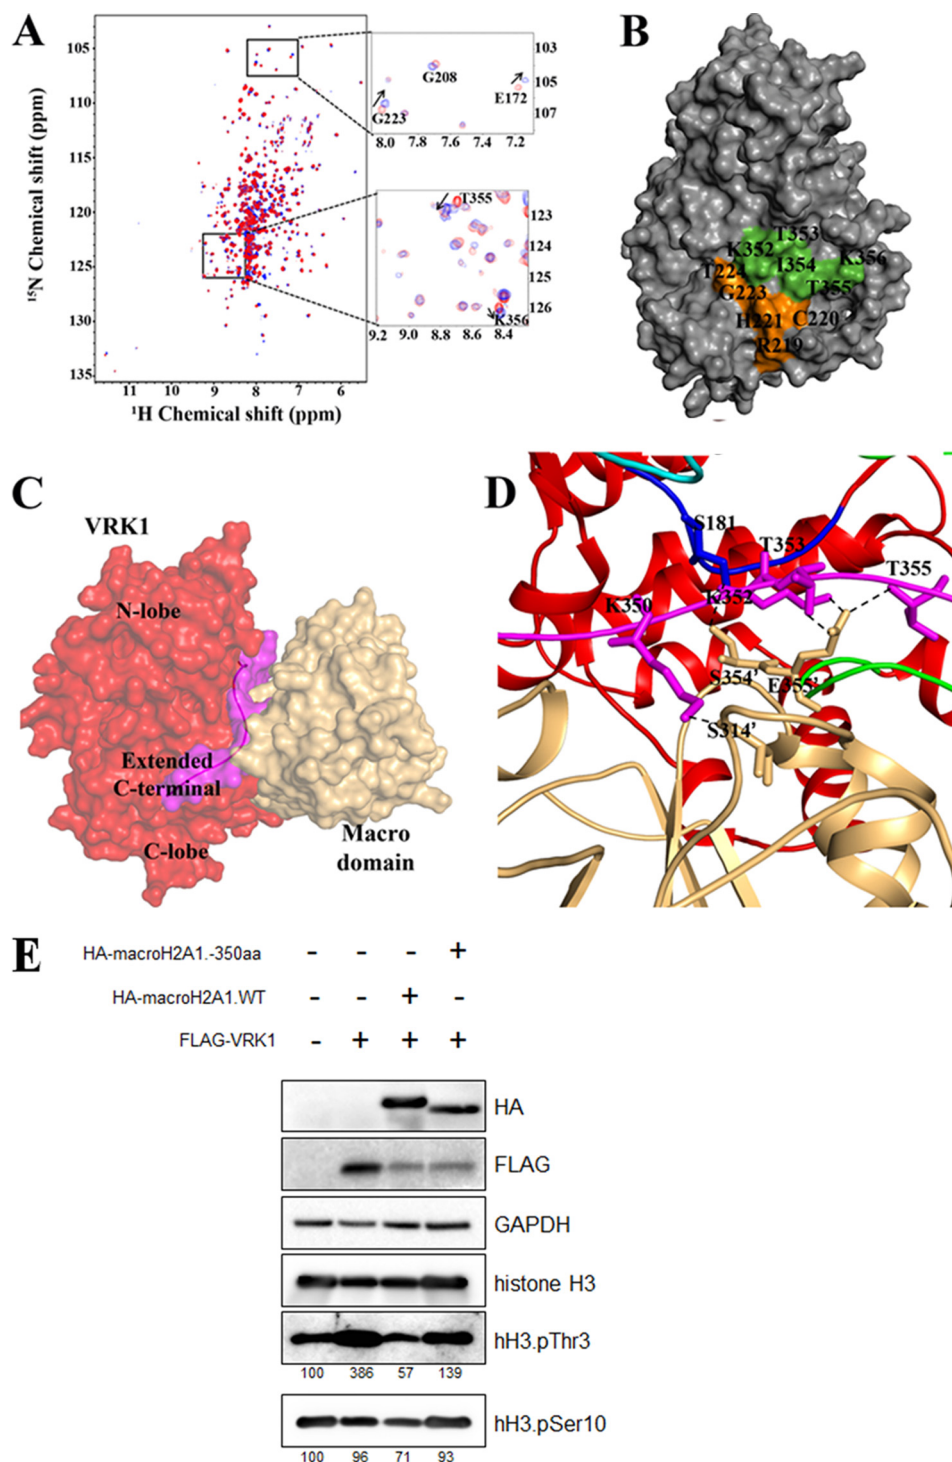 A
105
110
115
120
125
130
135
11
10
9
8
7
6
¹⁵N Chemical shift (ppm)
¹H Chemical shift (ppm)
103
105
107
G208
E172
G223
8.0 7.8 7.6 7.4 7.2
T355
123
124
125
126
K356
9.2 9.0 8.8 8.6 8.4
B
T353
K352
K356
I354
T224
T355
G223
H221 C220
R219
C
VRK1
N-lobe
Extended
C-terminal
C-lobe
Macro
domain
D
S181
T353
T355
K350
K352
S354'
E355'
S314'
E
HA-macroH2A1.-350aa - - - +
HA-macroH2A1.WT - - + -
FLAG-VRK1 - + + +
HA
FLAG
GAPDH
histone H3
hH3.pThr3
100 386 57 139
hH3.pSer10
100 96 71 93